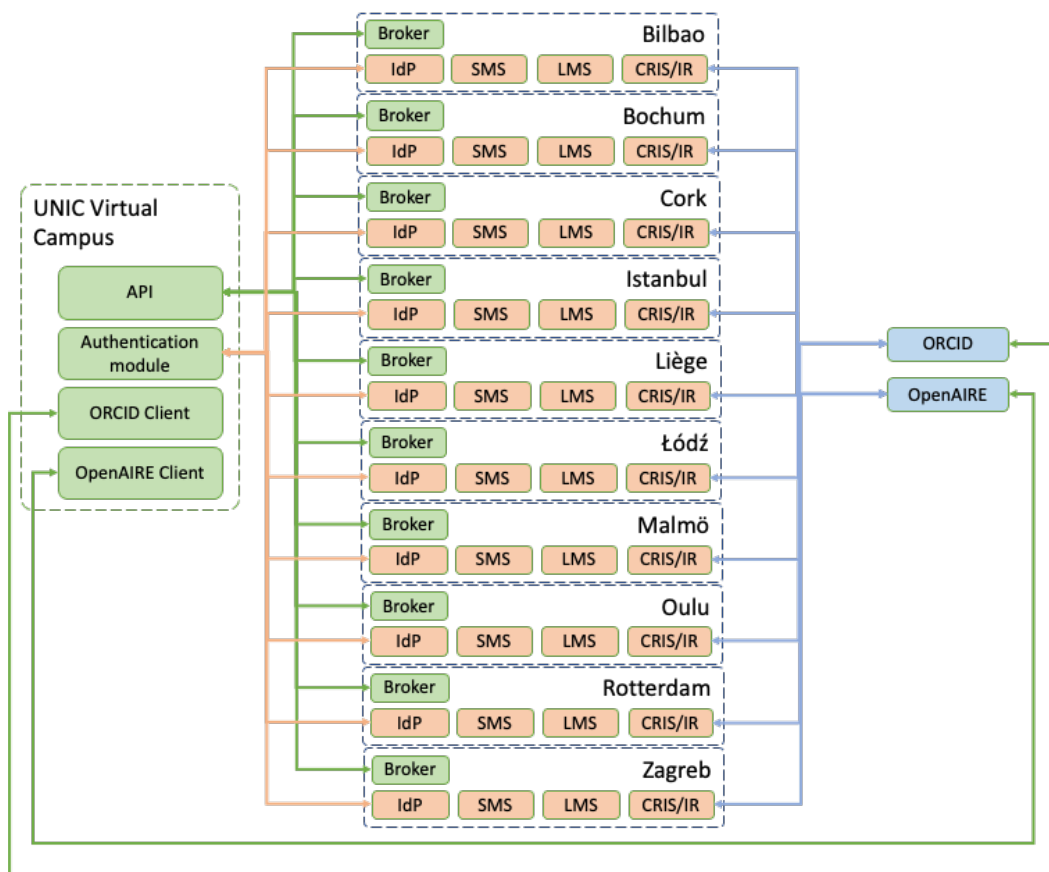 UNIC Virtual
Campus
API
Authentication
module
ORCID Client
OpenAIRE Client
Broker
Bilbao
IdP
SMS
LMS
CRIS/IR
Broker
Bochum
IdP
SMS
LMS
CRIS/IR
Broker
Cork
IdP
SMS
LMS
CRIS/IR
Broker
Istanbul
IdP
SMS
LMS
CRIS/IR
Broker
Liège
IdP
SMS
LMS
CRIS/IR
Broker
Łódź
IdP
SMS
LMS
CRIS/IR
Broker
Malmö
IdP
SMS
LMS
CRIS/IR
Broker
Oulu
IdP
SMS
LMS
CRIS/IR
Broker
Rotterdam
IdP
SMS
LMS
CRIS/IR
Broker
Zagreb
IdP
SMS
LMS
CRIS/IR
ORCID
OpenAIRE